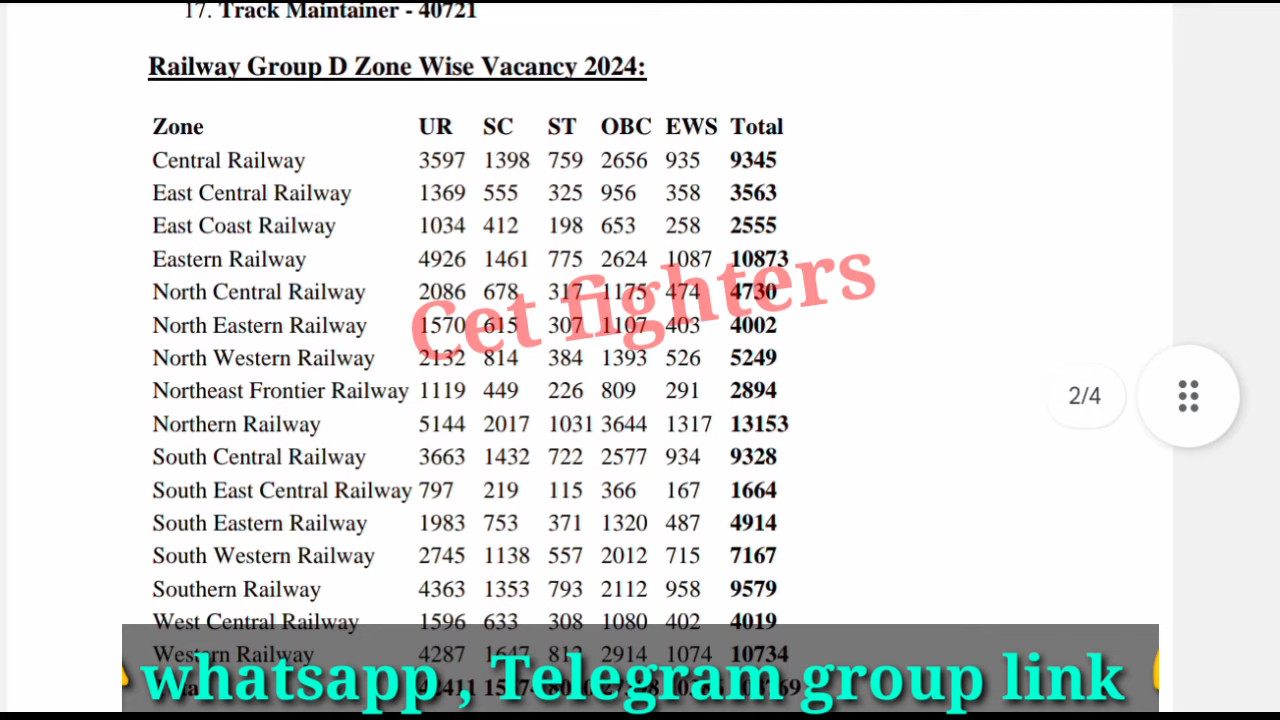 17. Track Maintainer - 40721
Railway Group D Zone Wise Vacancy 2024:
Zone UR SC ST OBC EWS Total
Central Railway 3597 1398 759 2656 935 9345
East Central Railway 1369 555 325 956 358 3563
East Coast Railway 1034 412 198 653 258 2555
Eastern Railway 4926 1461 775 2624 1087 10873
North Central Railway 2086 678 317 1175 474 4730
North Eastern Railway 1570 615 307 1107 403 4002
North Western Railway 2132 814 384 1393 526 5249
Northeast Frontier Railway 1119 449 226 809 291 2894
Northern Railway 5144 2017 1031 3644 1317 13153
South Central Railway 3663 1432 722 2577 934 9328
South East Central Railway 797 219 115 366 167 1664
South Eastern Railway 1983 753 371 1320 487 4914
South Western Railway 2745 1138 557 2012 715 7167
Southern Railway 4363 1353 793 2112 958 9579
West Central Railway 1596 633 308 1080 402 4019
Western Railway 4287 1647 2914 1074 10734
Cet fighters
2/4
whatsapp , Telegram group link